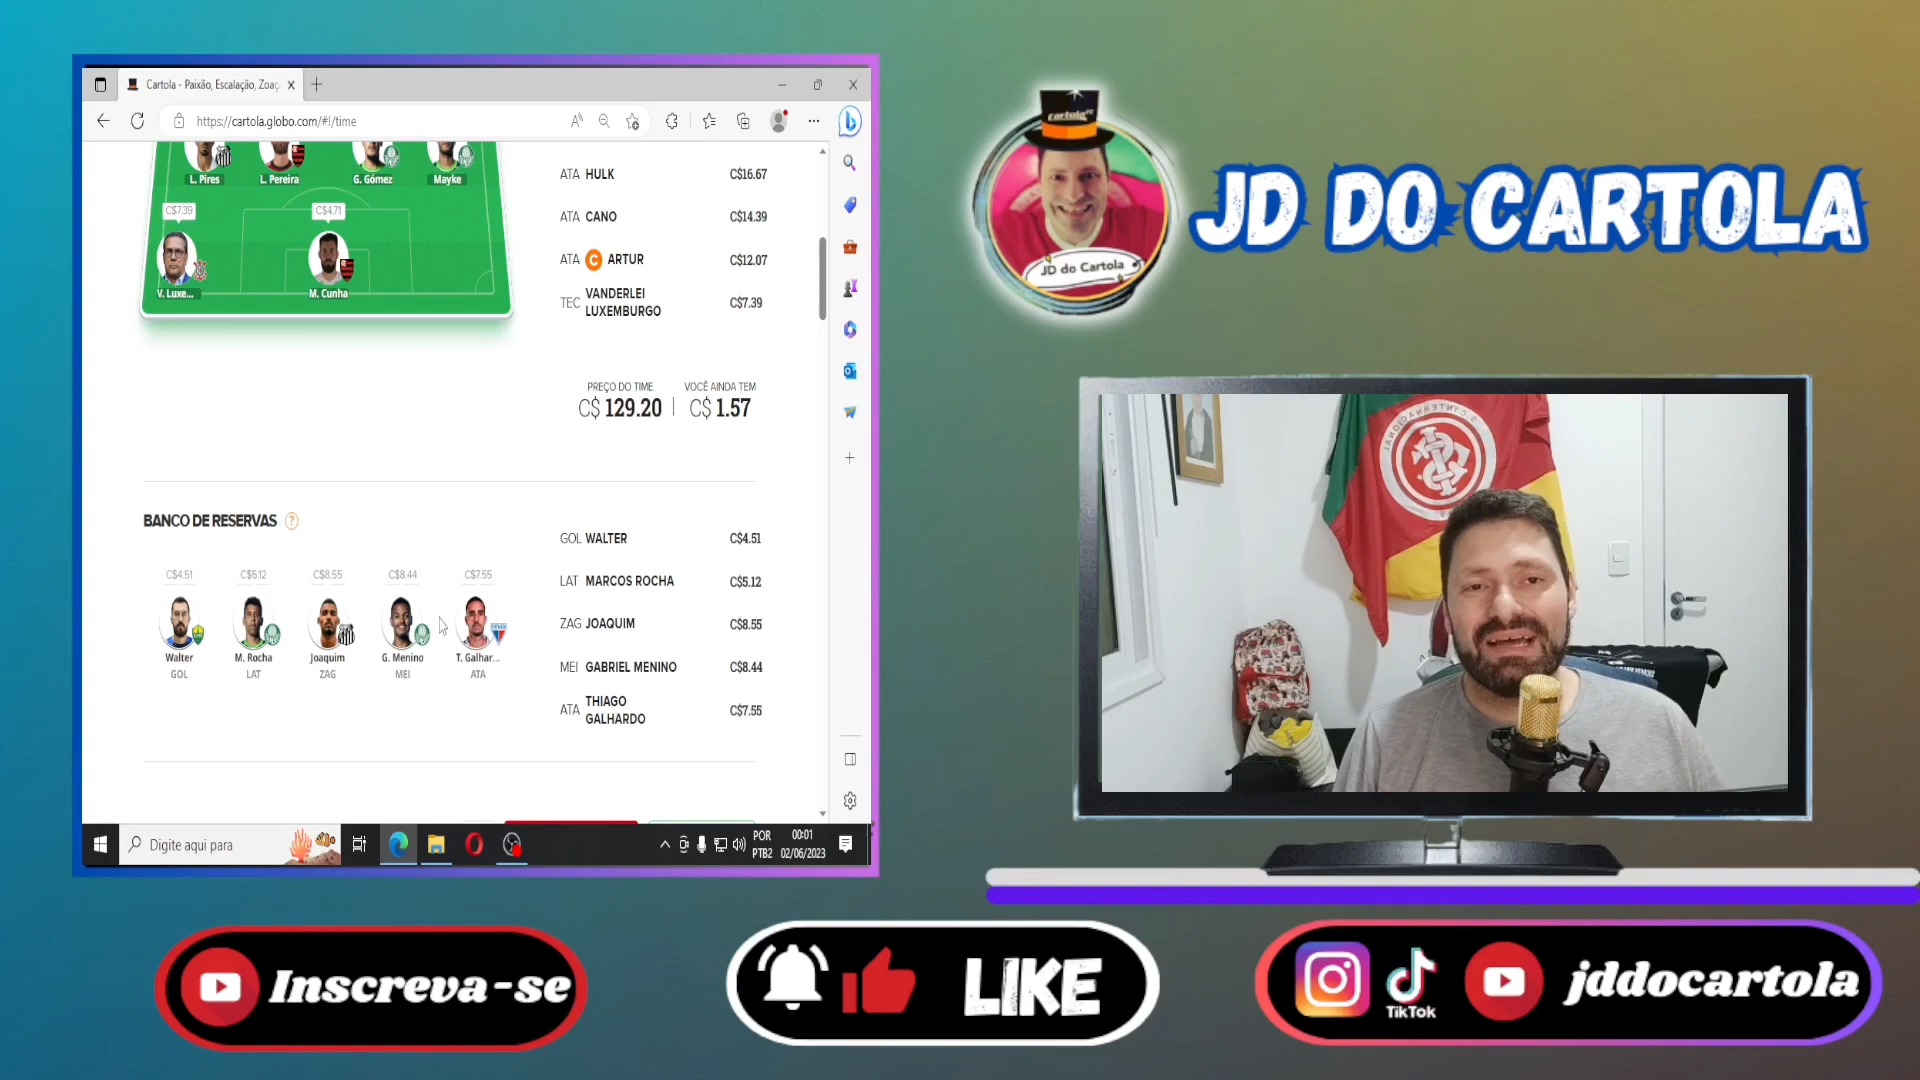 Cartola - Paixão, Escalação, Zoaç
https://cartola.globo.com/#!/time
L. Pires
L. Pereira
G. Gómez
Mayke
C$7.39
C$4.71
V. Luxe...
M. Cunha
ATA HULK C$16.67
ATA CANO C$14.39
ATA C ARTUR C$12.07
TEC VANDERLEI LUXEMBURGO C$7.39
PREÇO DO TIME
C$ 129.20
VOCÊ AINDA TEM
C$ 1.57
BANCO DE RESERVAS ?
C$4.51
C$5.12
C$8.55
C$8.44
C$7.55
Walter
M. Rocha
Joaquim
G. Menino
T. Galhar...
GOL
LAT
ZAG
MEI
ATA
GOL WALTER C$4.51
LAT MARCOS ROCHA C$5.12
ZAG JOAQUIM C$8.55
MEI GABRIEL MENINO C$8.44
ATA THIAGO GALHARDO C$7.55
Digite aqui para
POR
PTB2
00:01
02/06/2023
CartolaFC
JD do Cartola
JD DO CARTOLA
Inscreva-se
LIKE
TikTok
jddocartola